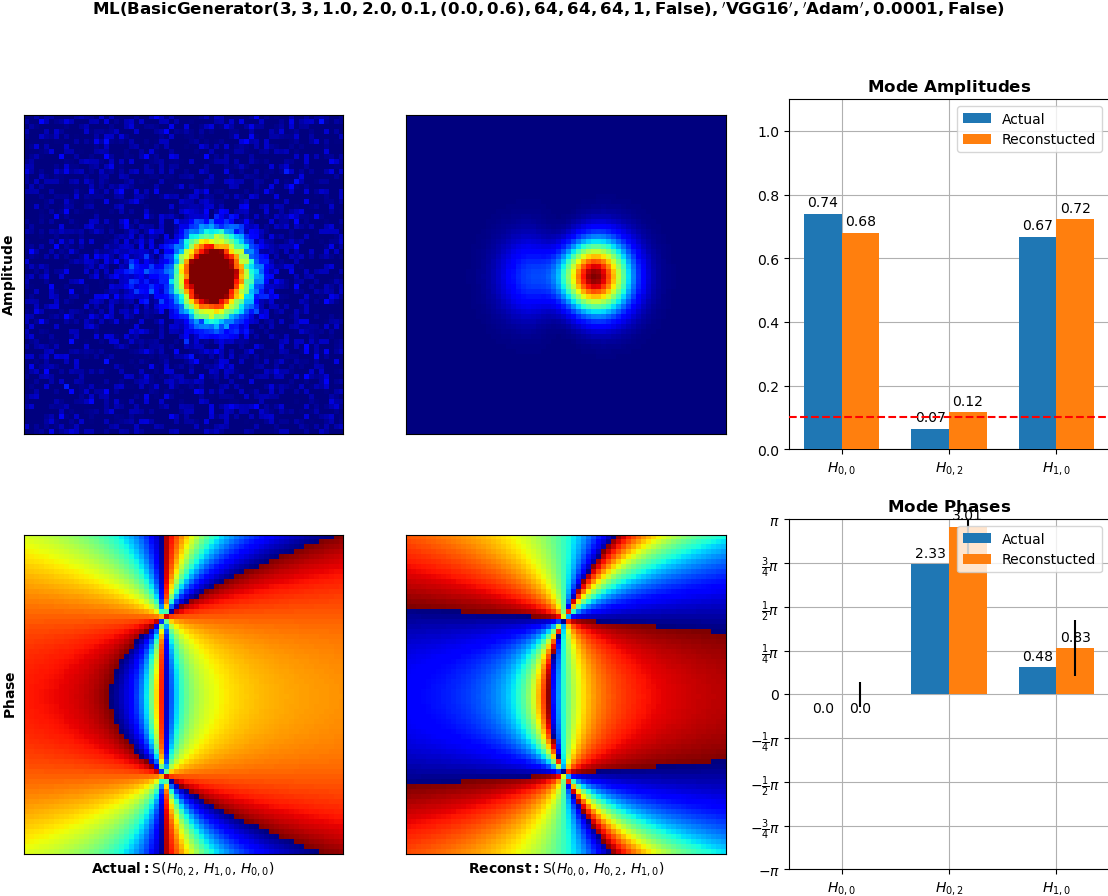 ML(BasicGenerator(3, 3, 1.0, 2.0, 0.1, (0.0, 0.6), 64, 64, 64, 1, False), ′VGG16′, ′Adam′, 0.0001, False)
Mode Amplitudes
Amplitude
1.0
0.8
0.6
0.4
0.2
0.0
Actual
Reconstucted
0.74
0.68
0.07
0.12
0.67
0.72
H0,0
H0,2
H1,0
Mode Phases
Phase
π
3/4π
1/2π
1/4π
0
−1/4π
−1/2π
−3/4π
−π
Actual
Reconstucted
0.0
0.0
2.33
3.01
0.48
0.83
H0,0
H0,2
H1,0
Actual: S(H0,2, H1,0, H0,0)
Reconst: S(H0,0, H0,2, H1,0)